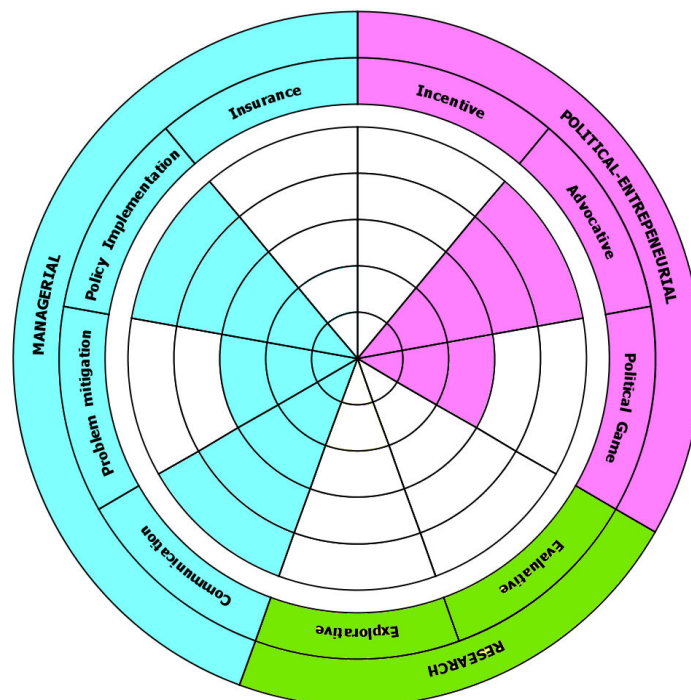 MANAGERIAL
POLITICAL-ENTREPENEURIAL
RESEARCH
Insurance
Incentive
Advocative
Political Game
Evaluative
Explorative
Communication
Problem mitigation
Policy Implementation